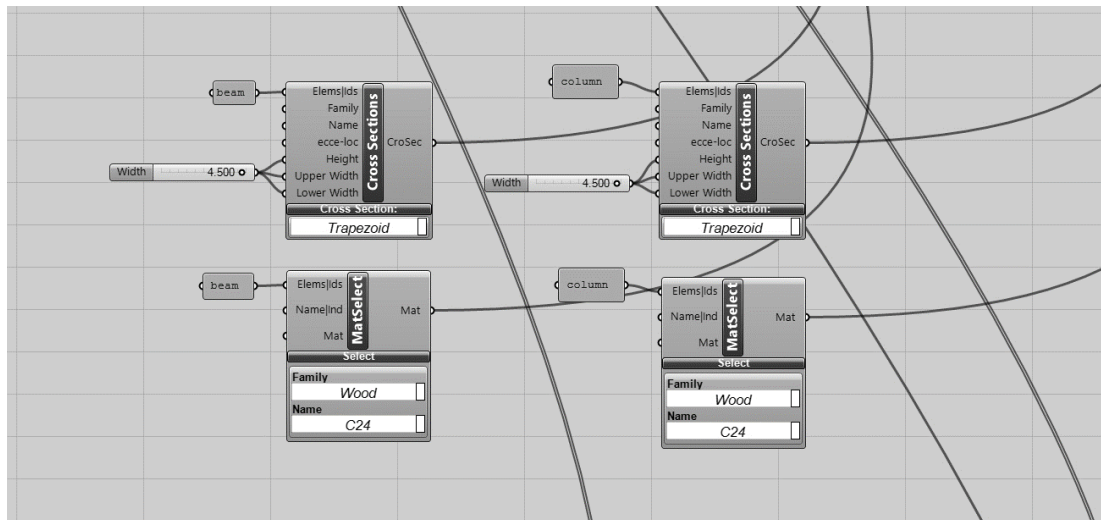 beam
Elems|Ids
Family
Name
ecce-loc
Height
Upper Width
Lower Width
Cross Sections
CroSec
Width 4.500
Cross Section:
Trapezoid
column
Elems|Ids
Family
Name
ecce-loc
Height
Upper Width
Lower Width
Cross Sections
CroSec
Width 4.500
Cross Section:
Trapezoid
beam
Elems|Ids
Name|Ind
Mat
MatSelect
Mat
Select
Family
Wood
Name
C24
column
Elems|Ids
Name|Ind
Mat
MatSelect
Mat
Select
Family
Wood
Name
C24